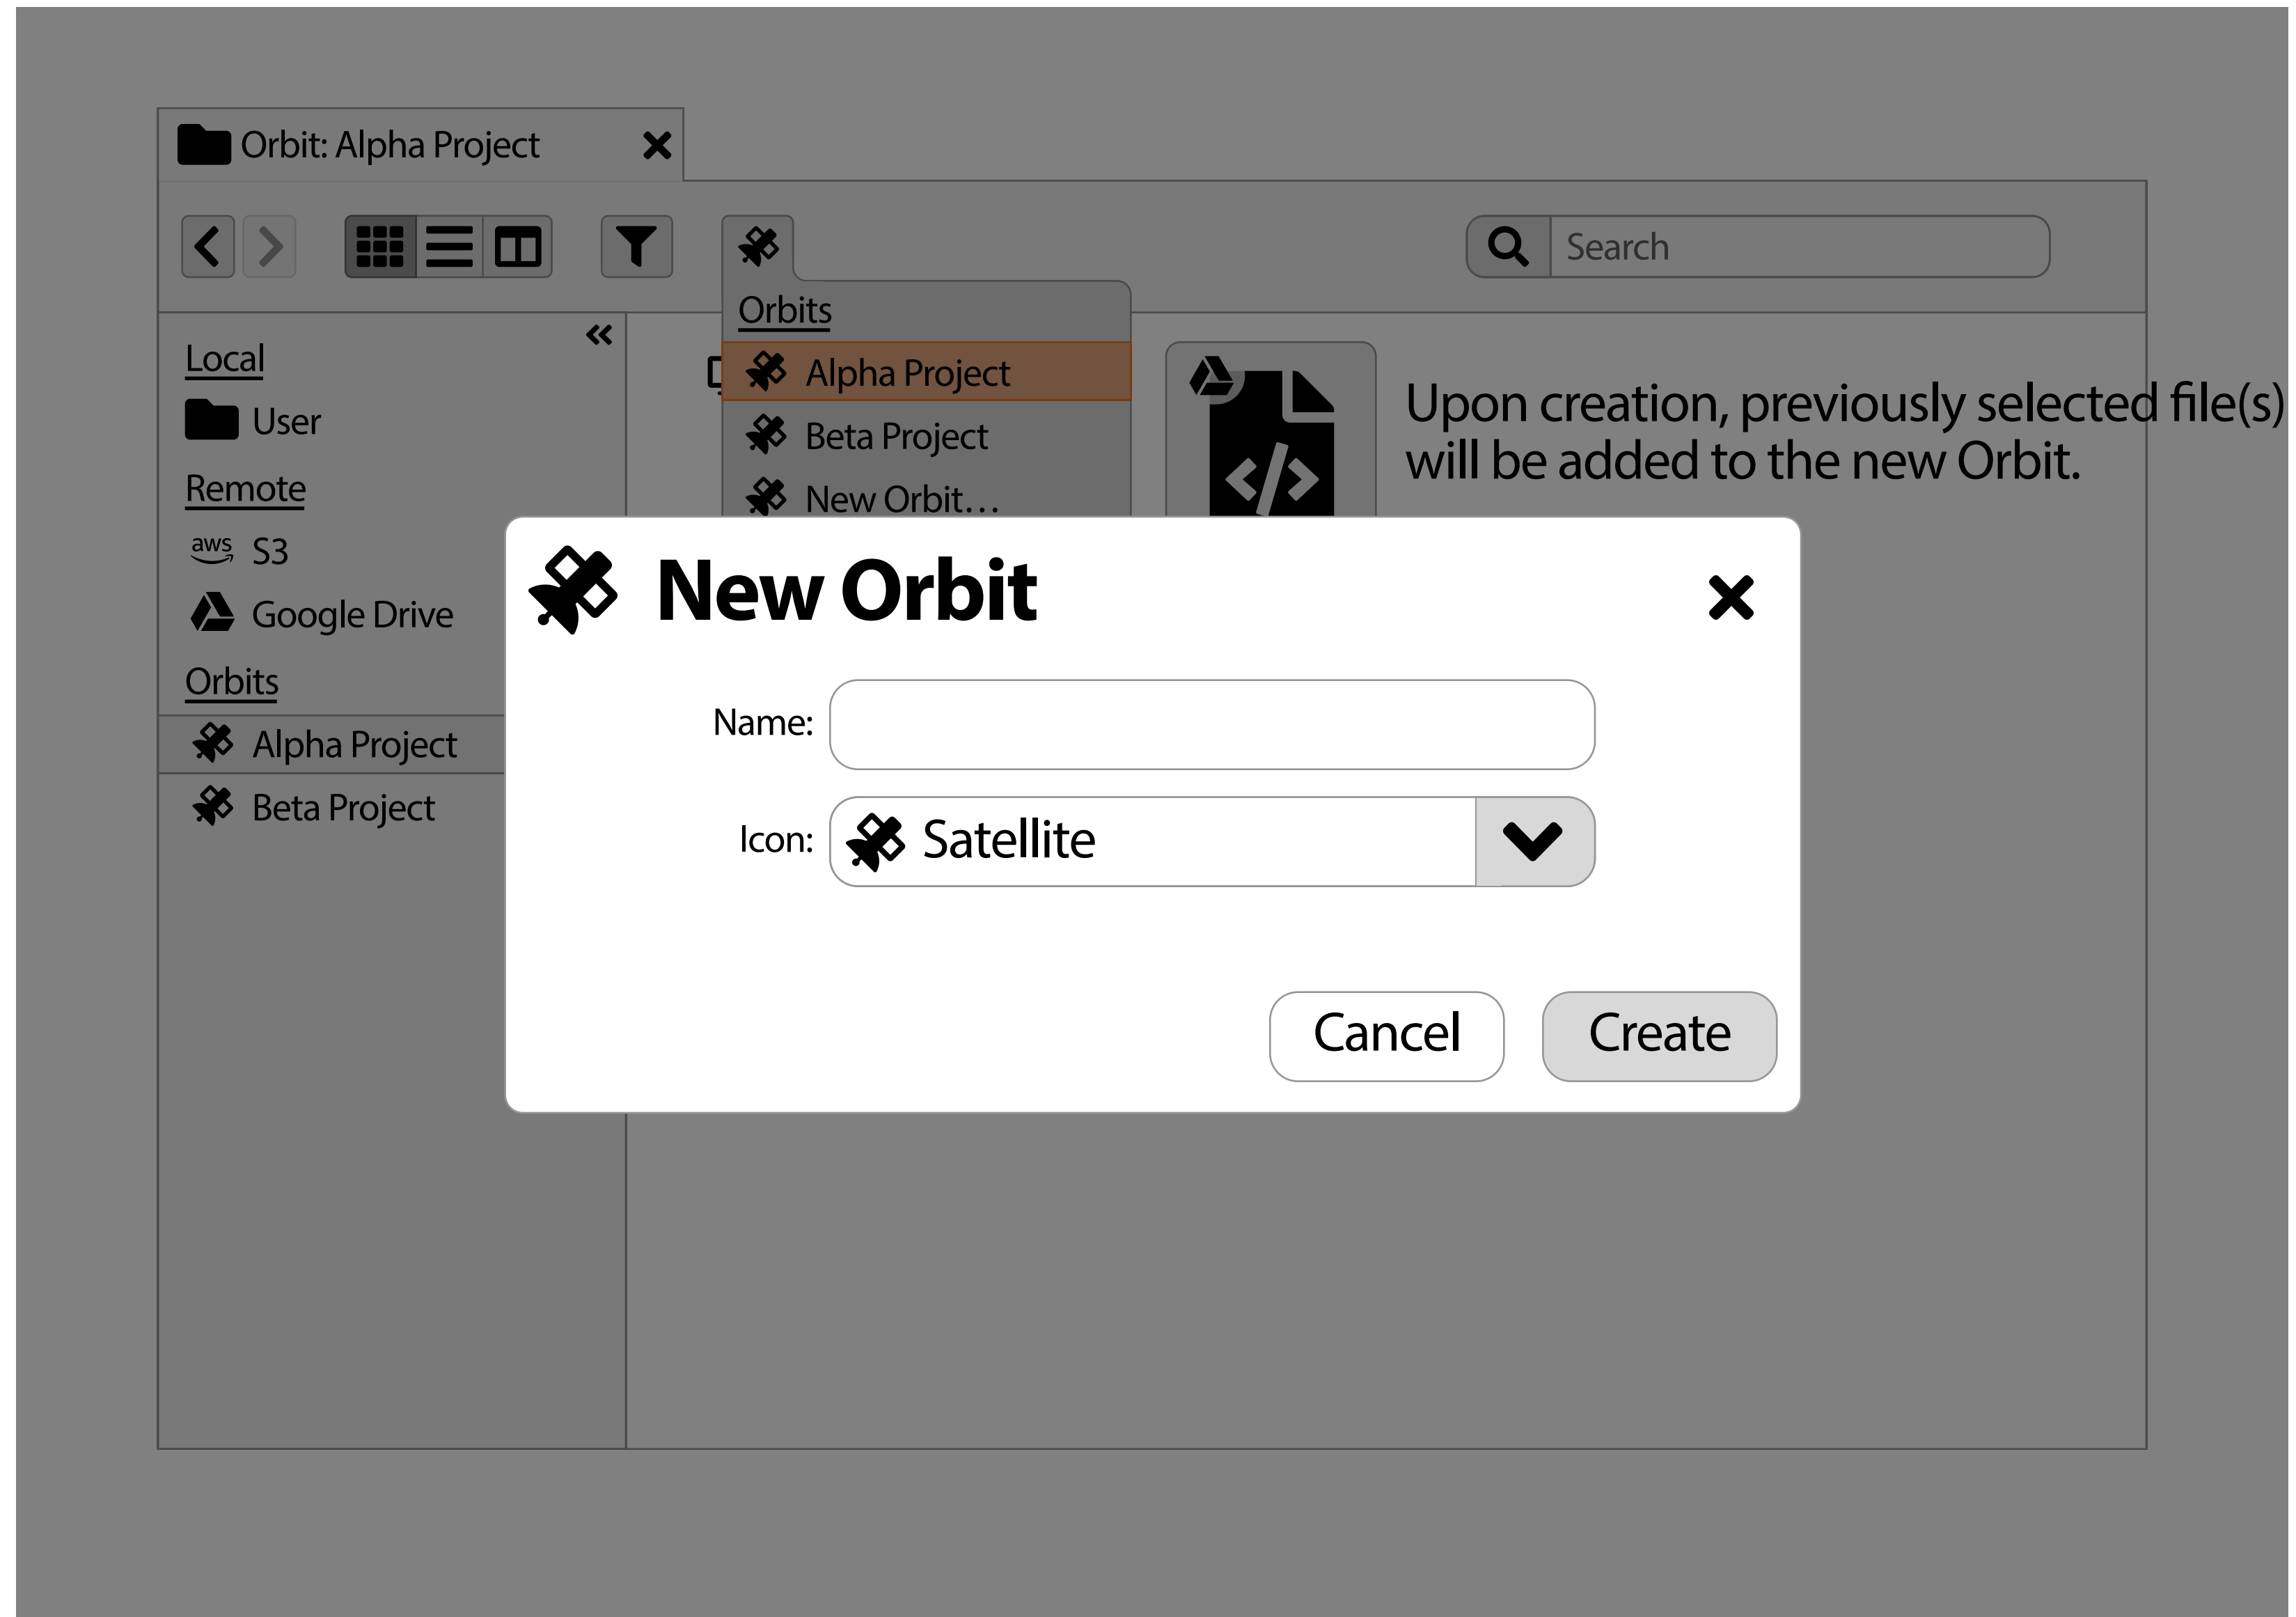 Orbit: Alpha Project
Search
Orbits
Alpha Project
Beta Project
New Orbit...
Local
User
Remote
aws S3
Google Drive
Orbits
Alpha Project
Beta Project
Upon creation, previously selected file(s)
will be added to the new Orbit.
New Orbit
Name:
Icon: Satellite
Cancel Create